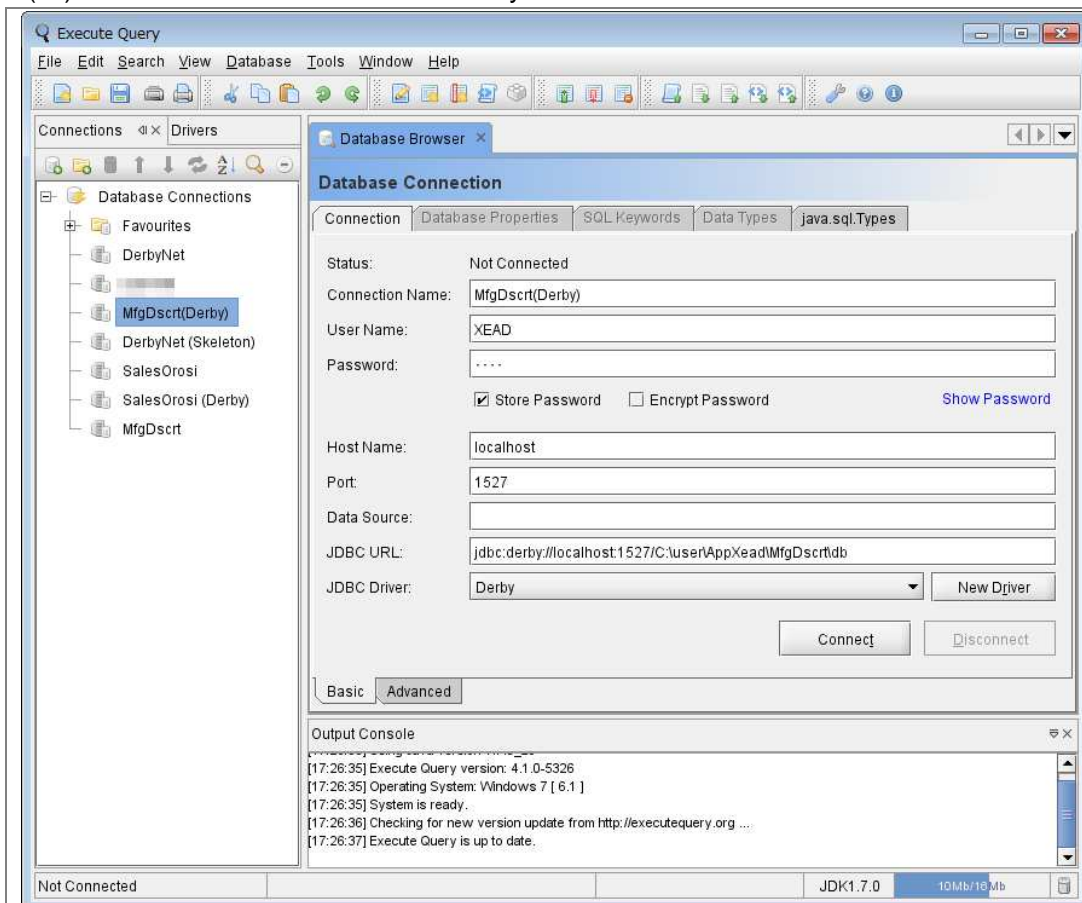 Execute Query
File Edit Search View Database Tools Window Help
Connections Drivers
Database Connections
Favourites
DerbyNet
MfgDscrt(Derby)
DerbyNet (Skeleton)
SalesOrosi
SalesOrosi (Derby)
MfgDscrt
Database Browser
Database Connection
Connection Database Properties SQL Keywords Data Types java.sql.Types
Status: Not Connected
Connection Name: MfgDscrt(Derby)
User Name: XEAD
Password: ····
Store Password Encrypt Password Show Password
Host Name: localhost
Port: 1527
Data Source:
JDBC URL: jdbc:derby://localhost:1527/C:\user\AppXead\MfgDscrt\db
JDBC Driver: Derby New Driver
Connect Disconnect
Basic Advanced
Output Console
[17:26:35] Execute Query version: 4.1.0-5326
[17:26:35] Operating System: Windows 7 [ 6.1 ]
[17:26:35] System is ready.
[17:26:36] Checking for new version update from http://executequery.org ...
[17:26:37] Execute Query is up to date.
Not Connected JDK1.7.0 10Mb/16Mb